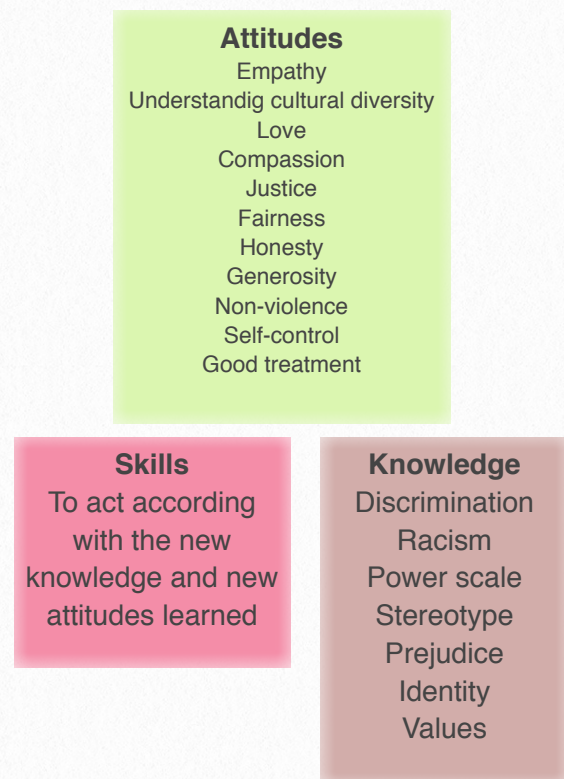 Attitudes
Empathy
Understandig cultural diversity
Love
Compassion
Justice
Fairness
Honesty
Generosity
Non-violence
Self-control
Good treatment
Skills
To act according
with the new
knowledge and new
attitudes learned
Knowledge
Discrimination
Racism
Power scale
Stereotype
Prejudice
Identity
Values